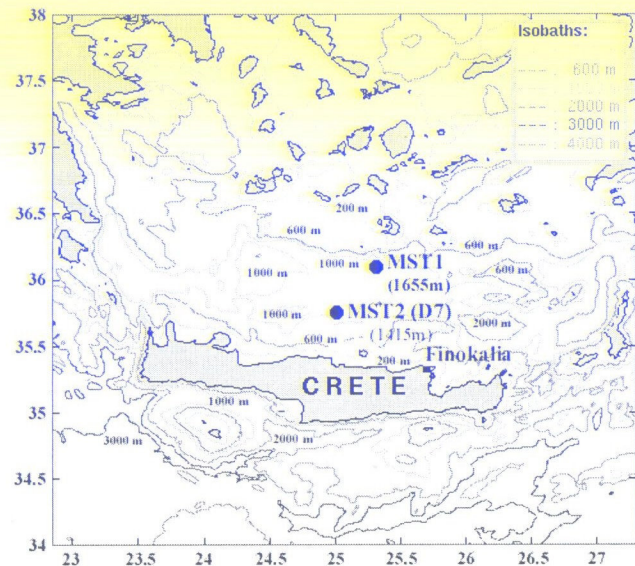 38
37.5
37
36.5
36
35.5
35
34.5
34
Isobaths:
600 m
2000 m
3000 m
4000 m
200 m
600 m
600 m
1000 m
1000 m
MST1
(1655m)
600 m
1000 m
MST2 (D7)
(1415m)
2000 m
600 m
200 m
Finokalia
CRETE
1000 m
3000 m
2000 m
23
23.5
24
24.5
25
25.5
26
26.5
27